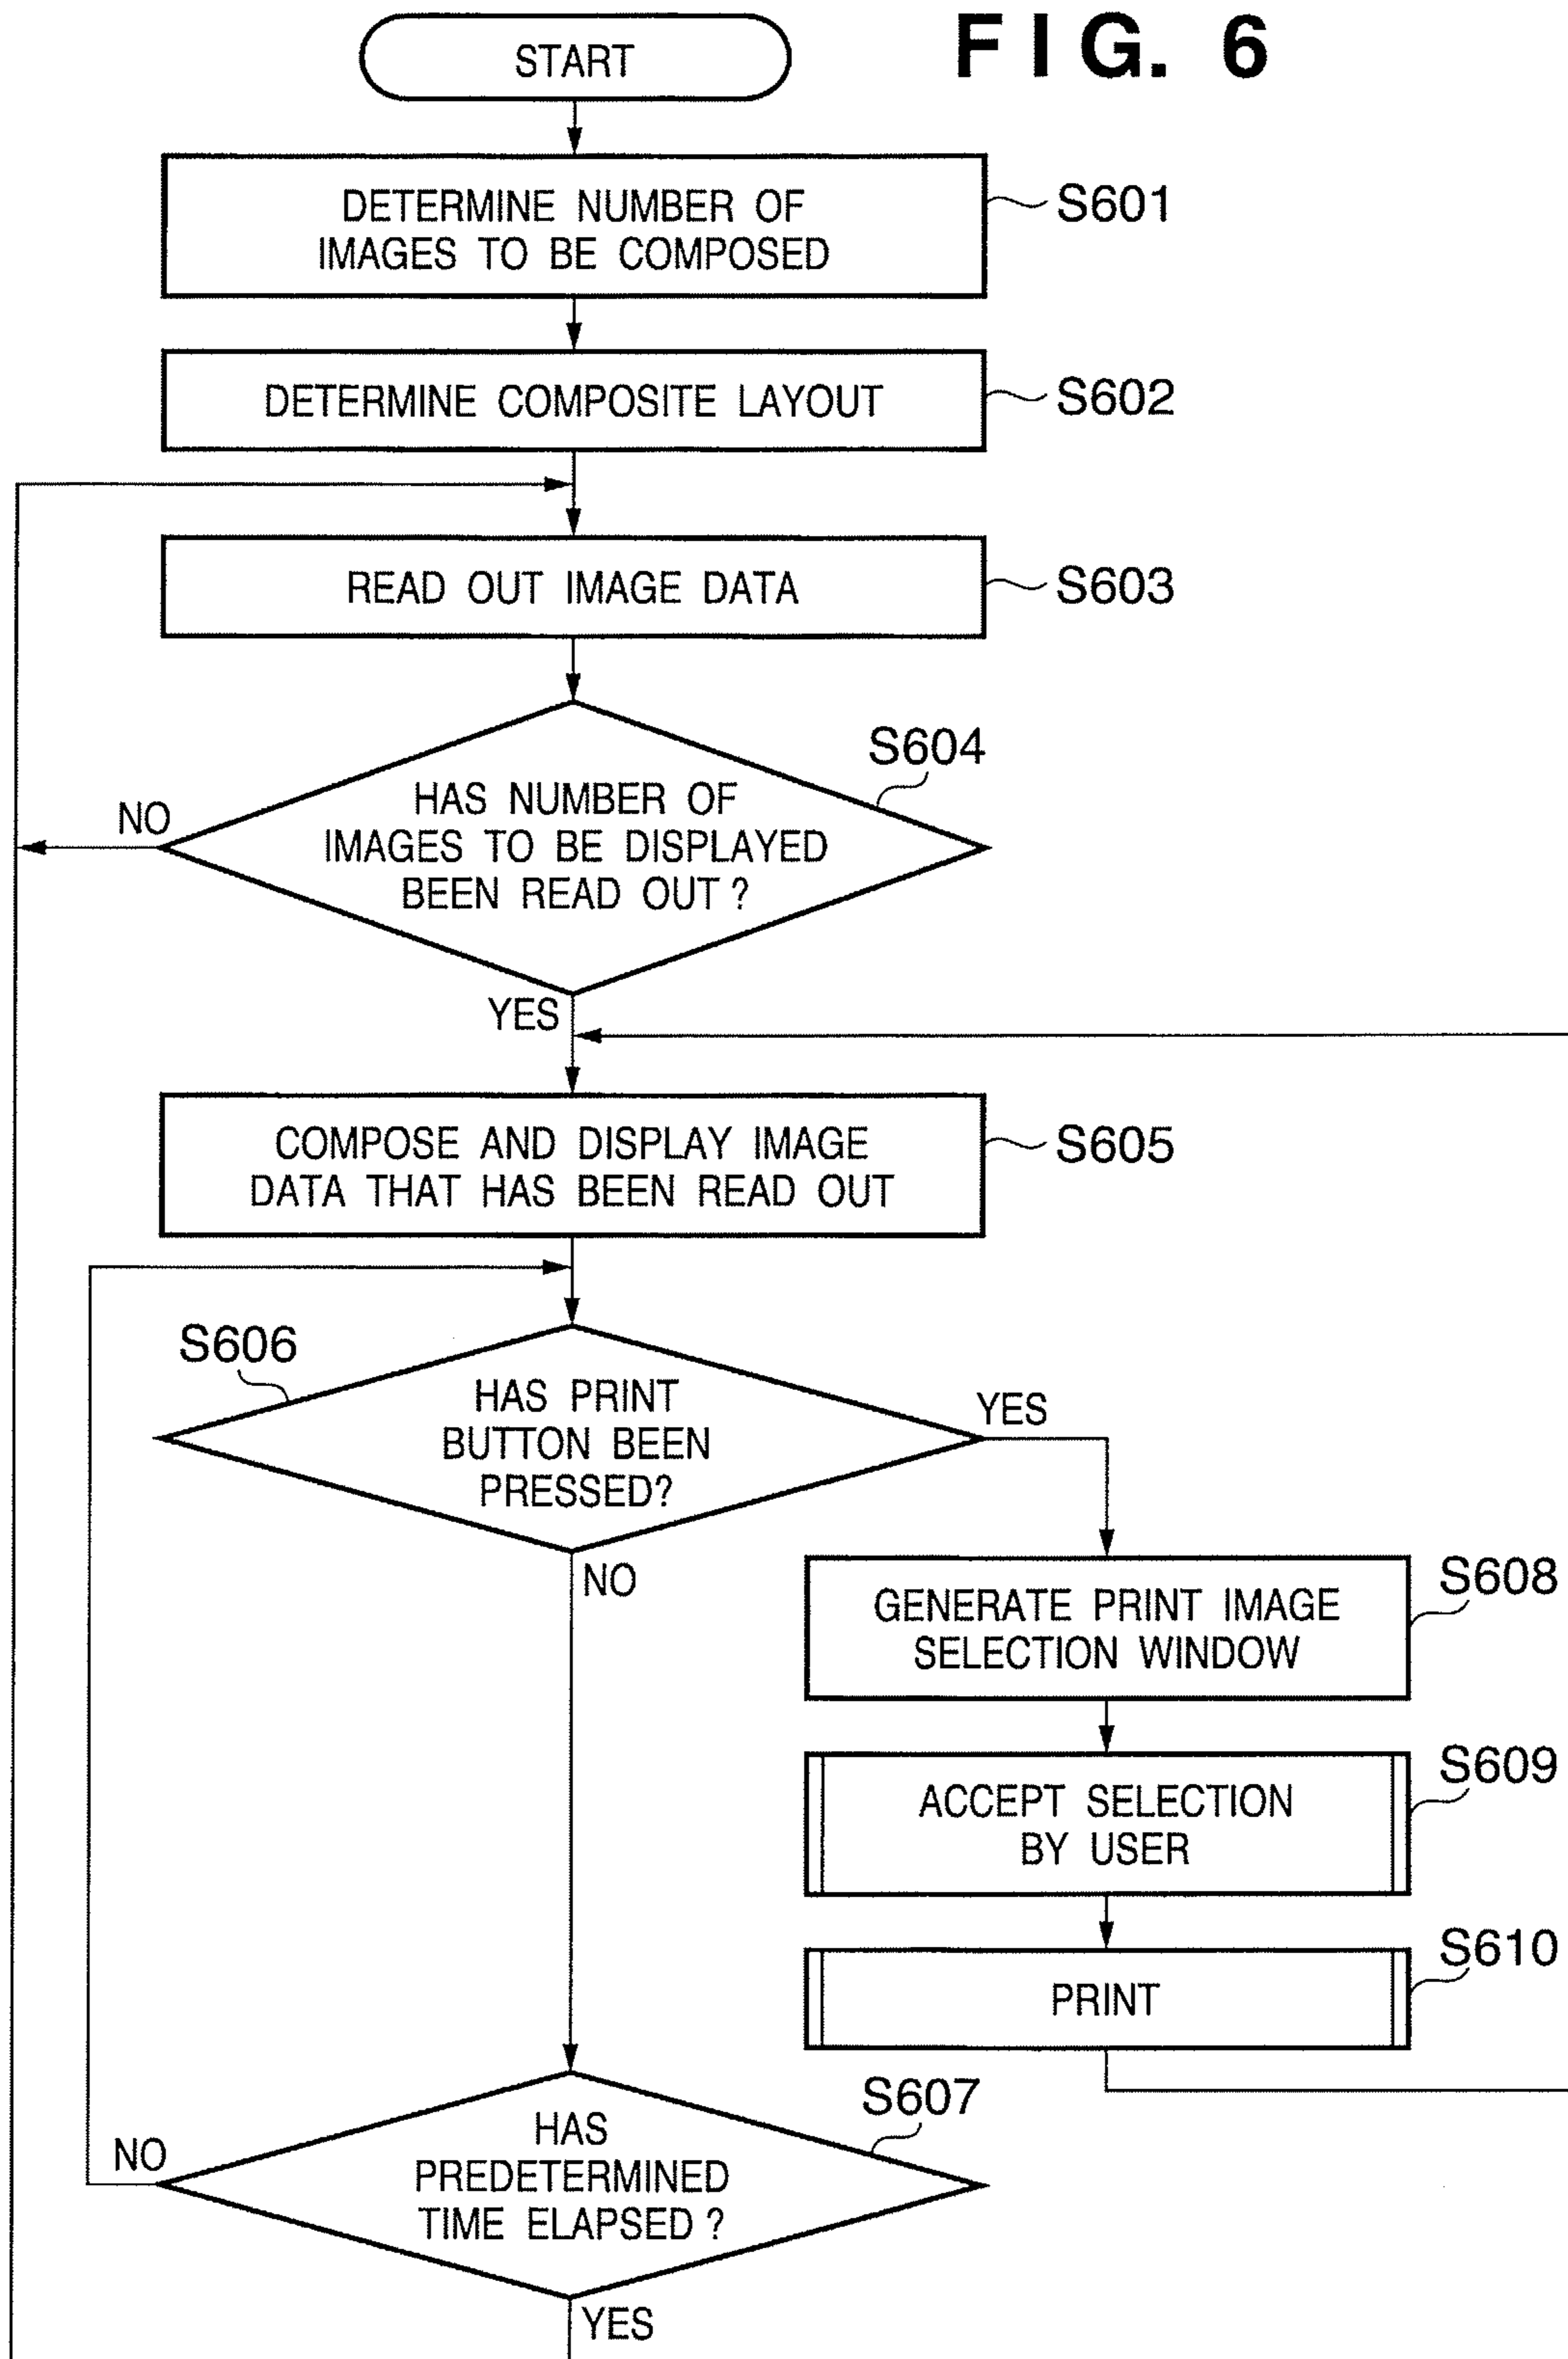 FIG. 6
START
DETERMINE NUMBER OF
IMAGES TO BE COMPOSED
S601
DETERMINE COMPOSITE LAYOUT
S602
READ OUT IMAGE DATA
S603
S604
HAS NUMBER OF
IMAGES TO BE DISPLAYED
BEEN READ OUT ?
NO
YES
COMPOSE AND DISPLAY IMAGE
DATA THAT HAS BEEN READ OUT
S605
S606
HAS PRINT
BUTTON BEEN
PRESSED?
YES
NO
GENERATE PRINT IMAGE
SELECTION WINDOW
S608
ACCEPT SELECTION
BY USER
S609
PRINT
S610
S607
HAS
PREDETERMINED
TIME ELAPSED ?
NO
YES